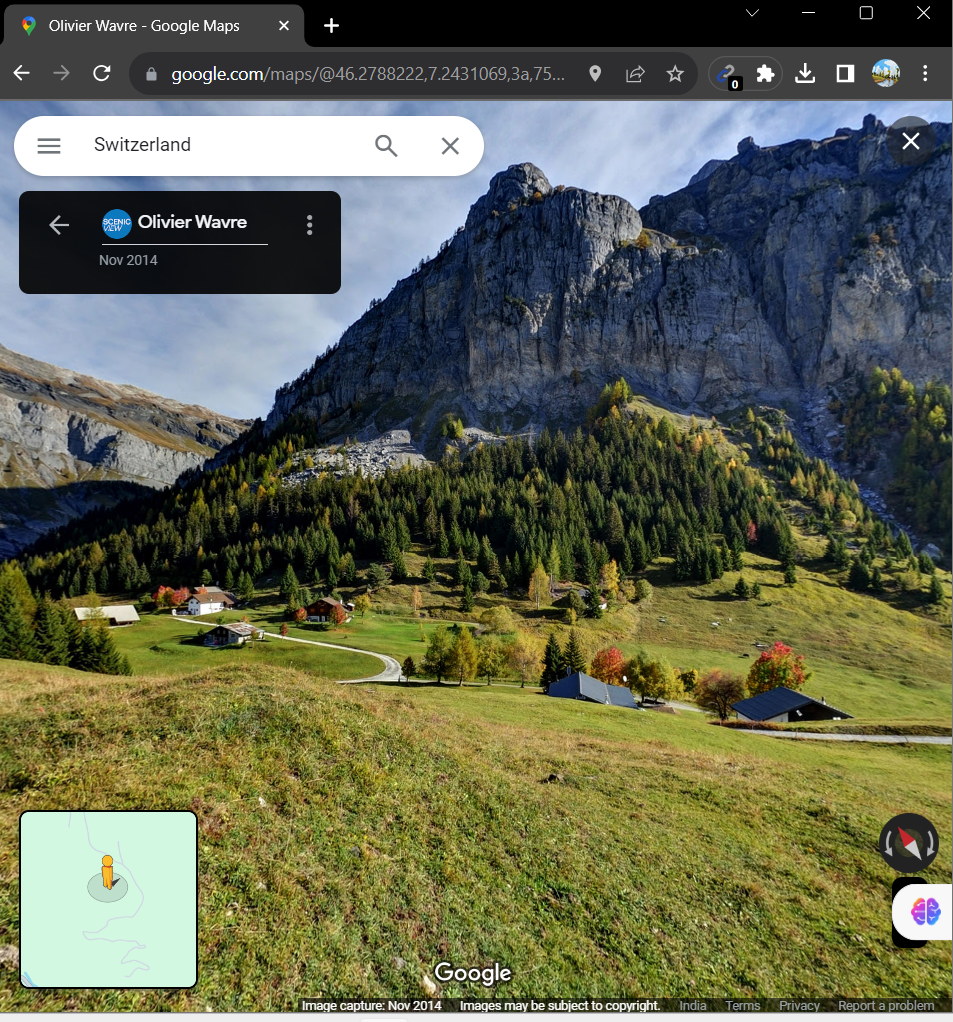 Olivier Wavre - Google Maps
google.com/maps/@46.2788222,7.2431069,3a,75...
0
Switzerland
SCENIC VIEW
Olivier Wavre
Nov 2014
Google
Image capture: Nov 2014 Images may be subject to copyright. India Terms Privacy Report a problem